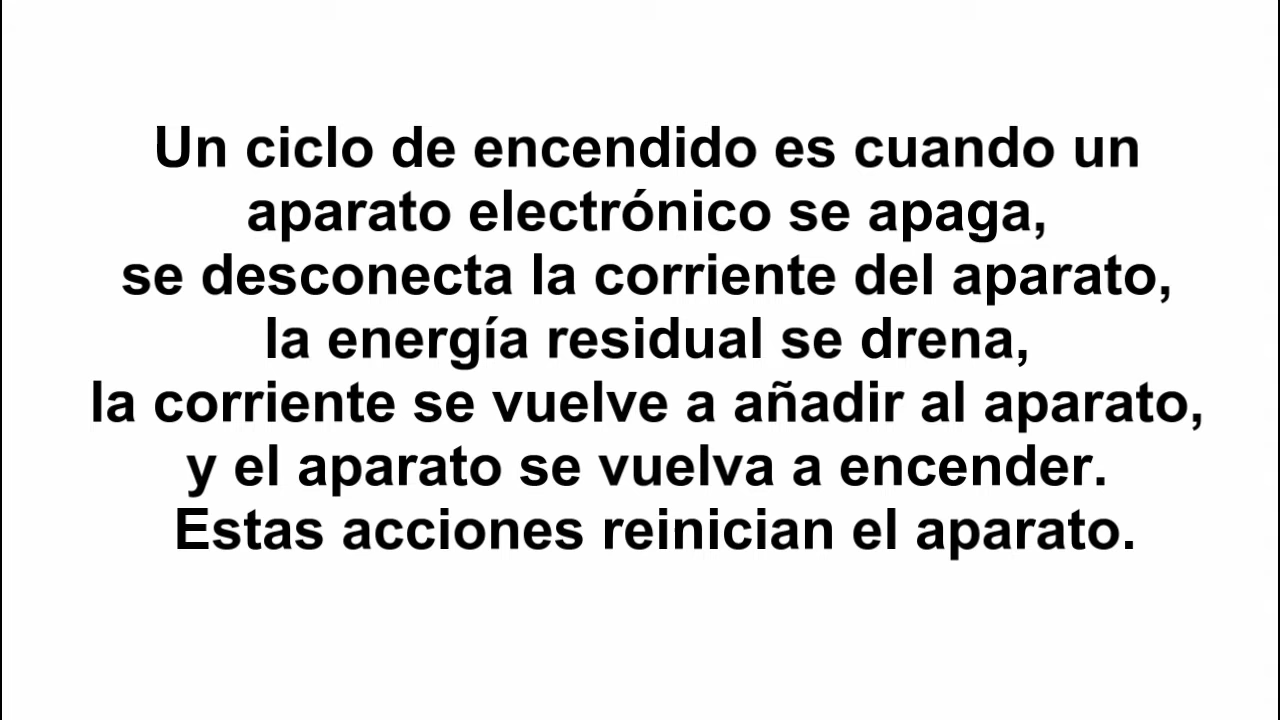 Un ciclo de encendido es cuando un
aparato electrónico se apaga,
se desconecta la corriente del aparato,
la energía residual se drena,
la corriente se vuelve a añadir al aparato,
y el aparato se vuelva a encender.
Estas acciones reinician el aparato.